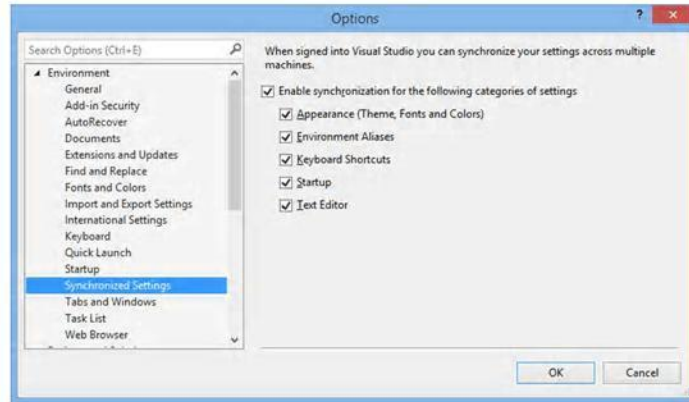 Options
?
Search Options (Ctrl+E)
Environment
General
Add-in Security
AutoRecover
Documents
Extensions and Updates
Find and Replace
Fonts and Colors
Import and Export Settings
International Settings
Keyboard
Quick Launch
Startup
Synchronized Settings
Tabs and Windows
Task List
Web Browser
When signed into Visual Studio you can synchronize your settings across multiple
machines.
Enable synchronization for the following categories of settings
Appearance (Theme, Fonts and Colors)
Environment Aliases
Keyboard Shortcuts
Startup
Text Editor
OK
Cancel